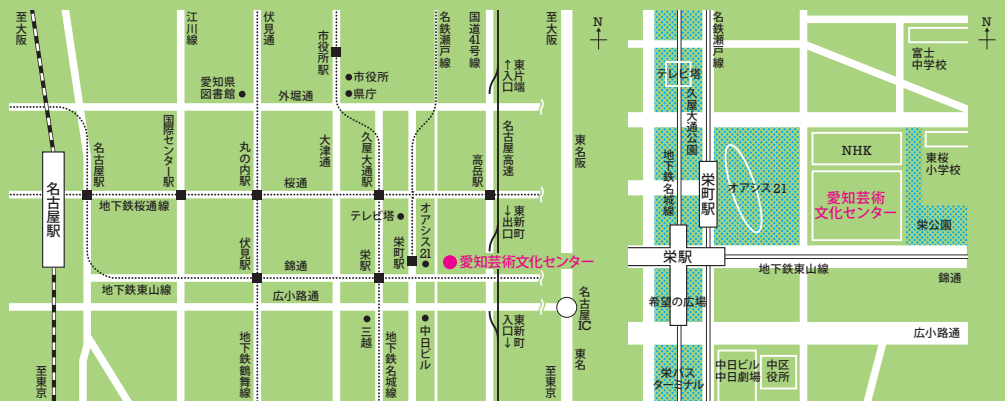 至大阪
江川線
伏見通
名鉄瀬戸線
国道41号線
至大阪
N
市役所駅
●市役所
●県庁
愛知県
図書館●
外堀通
↑東片端
入口
名古屋駅
名古屋駅
国際センター駅
丸の内駅
大津通
久屋大通駅
高岳駅
名古屋高速
東名阪
桜通
地下鉄桜通線
テレビ塔●
オアシス21●
栄町駅
↓東新町
出口
●愛知芸術文化センター
伏見駅
錦通
栄駅
地下鉄東山線
広小路通
名古屋IC
東新町
入口↓
●三越
●中日ビル
地下鉄鶴舞線
地下鉄名城線
至東京
至東京
東名
名鉄瀬戸線
N
富士
中学校
テレビ塔
久屋大通公園
地下鉄名城線
栄町駅
オアシス21
NHK
東桜
小学校
愛知芸術
文化センター
栄公園
栄駅
地下鉄東山線
錦通
希望の広場
広小路通
栄バス
ターミナル
中日ビル
中日劇場
中区
役所